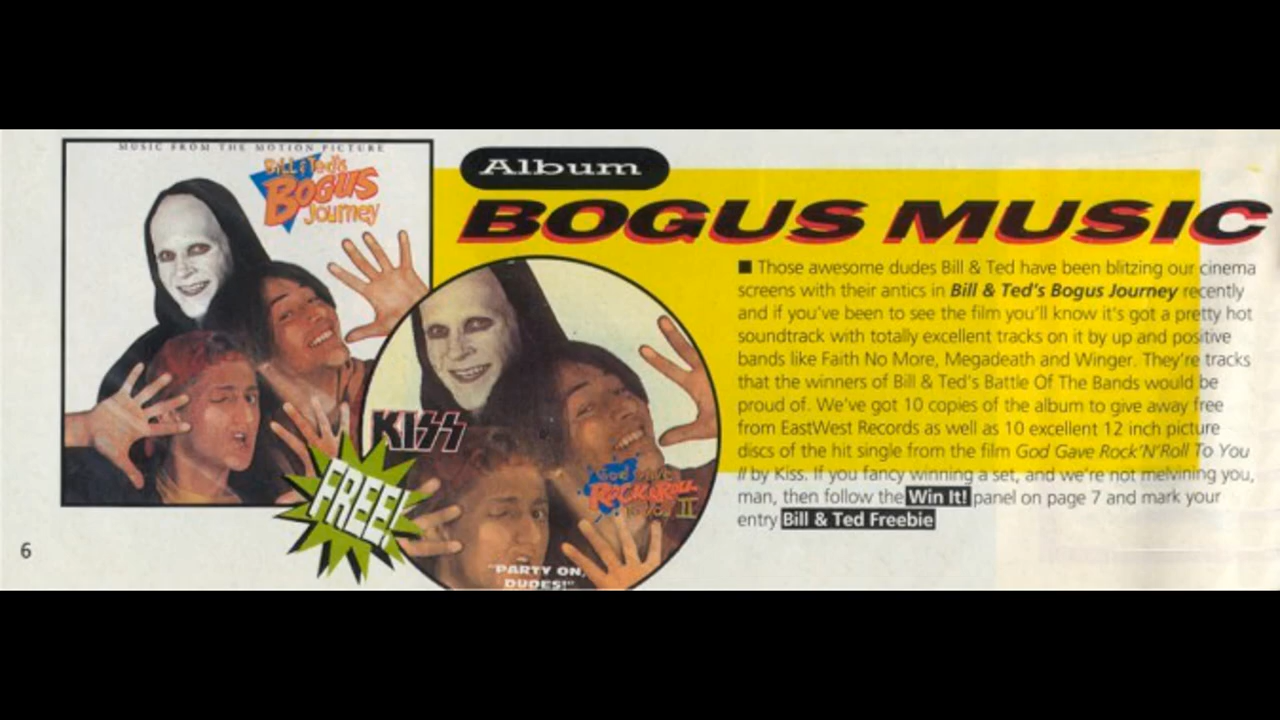 MUSIC FROM THE MOTION PICTURE
Bill & Ted's
BOGUS
Journey
Album
BOGUS MUSIC
■ Those awesome dudes Bill & Ted have been blitzing our cinema
screens with their antics in Bill & Ted's Bogus Journey recently
and if you've been to see the film you'll know it's got a pretty hot
soundtrack with totally excellent tracks on it by up and positive
bands like Faith No More, Megadeath and Winger. They're tracks
that the winners of Bill & Ted's Battle Of The Bands would be
proud of. We've got 10 copies of the album to give away free
from EastWest Records as well as 10 excellent 12 inch picture
discs of the hit single from the film God Gave Rock'N'Roll To You
II by Kiss. If you fancy winning a set, and we're not melvining you,
man, then follow the Win It! panel on page 7 and mark your
entry Bill & Ted Freebie
KISS
God Gave
ROCK & ROLL
To You II
FREE!
"PARTY ON,
DUDES!"
6